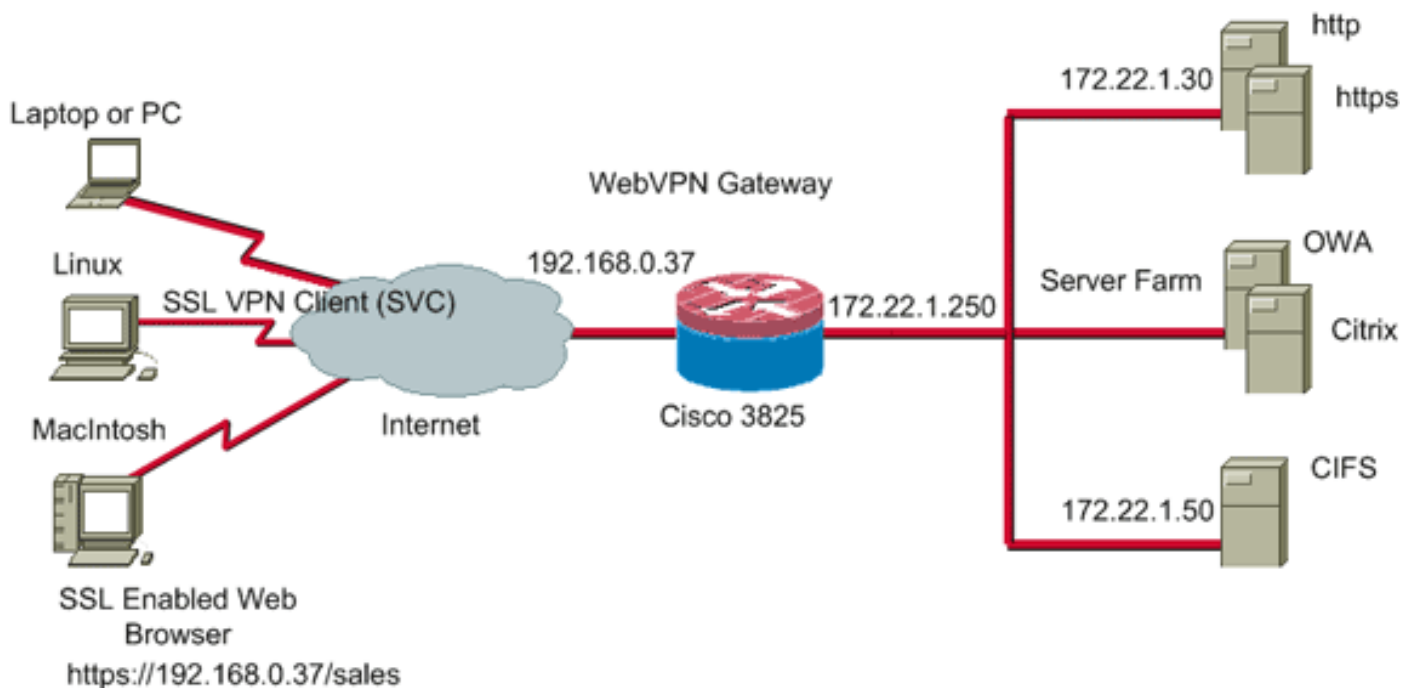 http
172.22.1.30
https
Laptop or PC
WebVPN Gateway
Linux
192.168.0.37
OWA
SSL VPN Client (SVC)
172.22.1.250
Server Farm
Citrix
MacIntosh
Internet
Cisco 3825
CIFS
172.22.1.50
SSL Enabled Web
Browser
https://192.168.0.37/sales